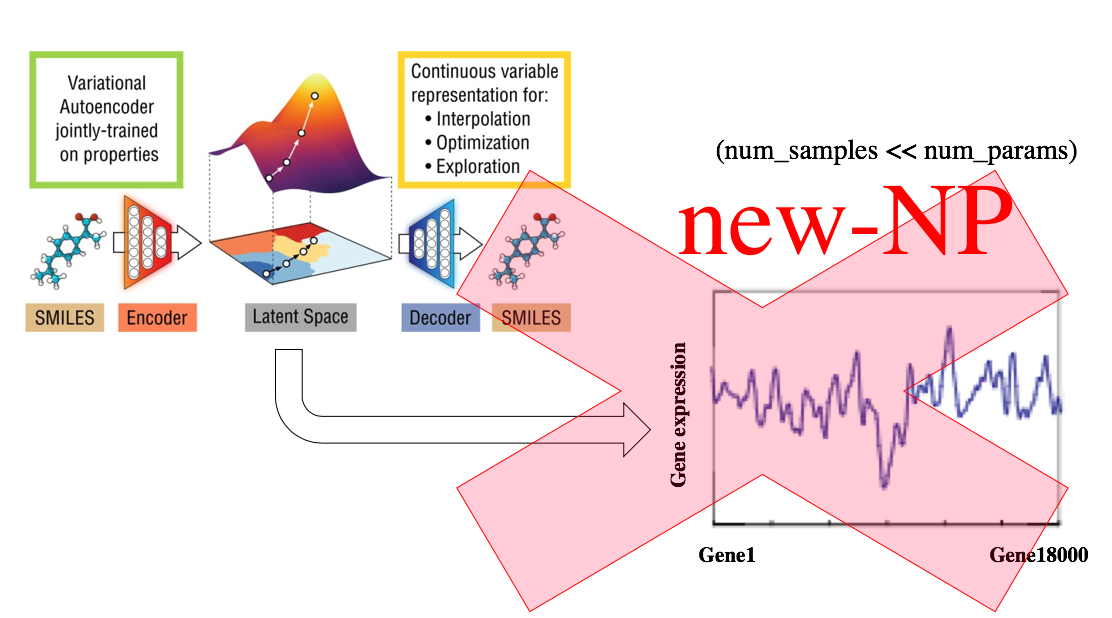 Variational
Autoencoder
jointly-trained
on properties
Continuous variable
representation for:
• Interpolation
• Optimization
• Exploration
(num_samples << num_params)
new-NP
SMILES
Encoder
Latent Space
Decoder
SMILES
Gene expression
Gene1
Gene18000